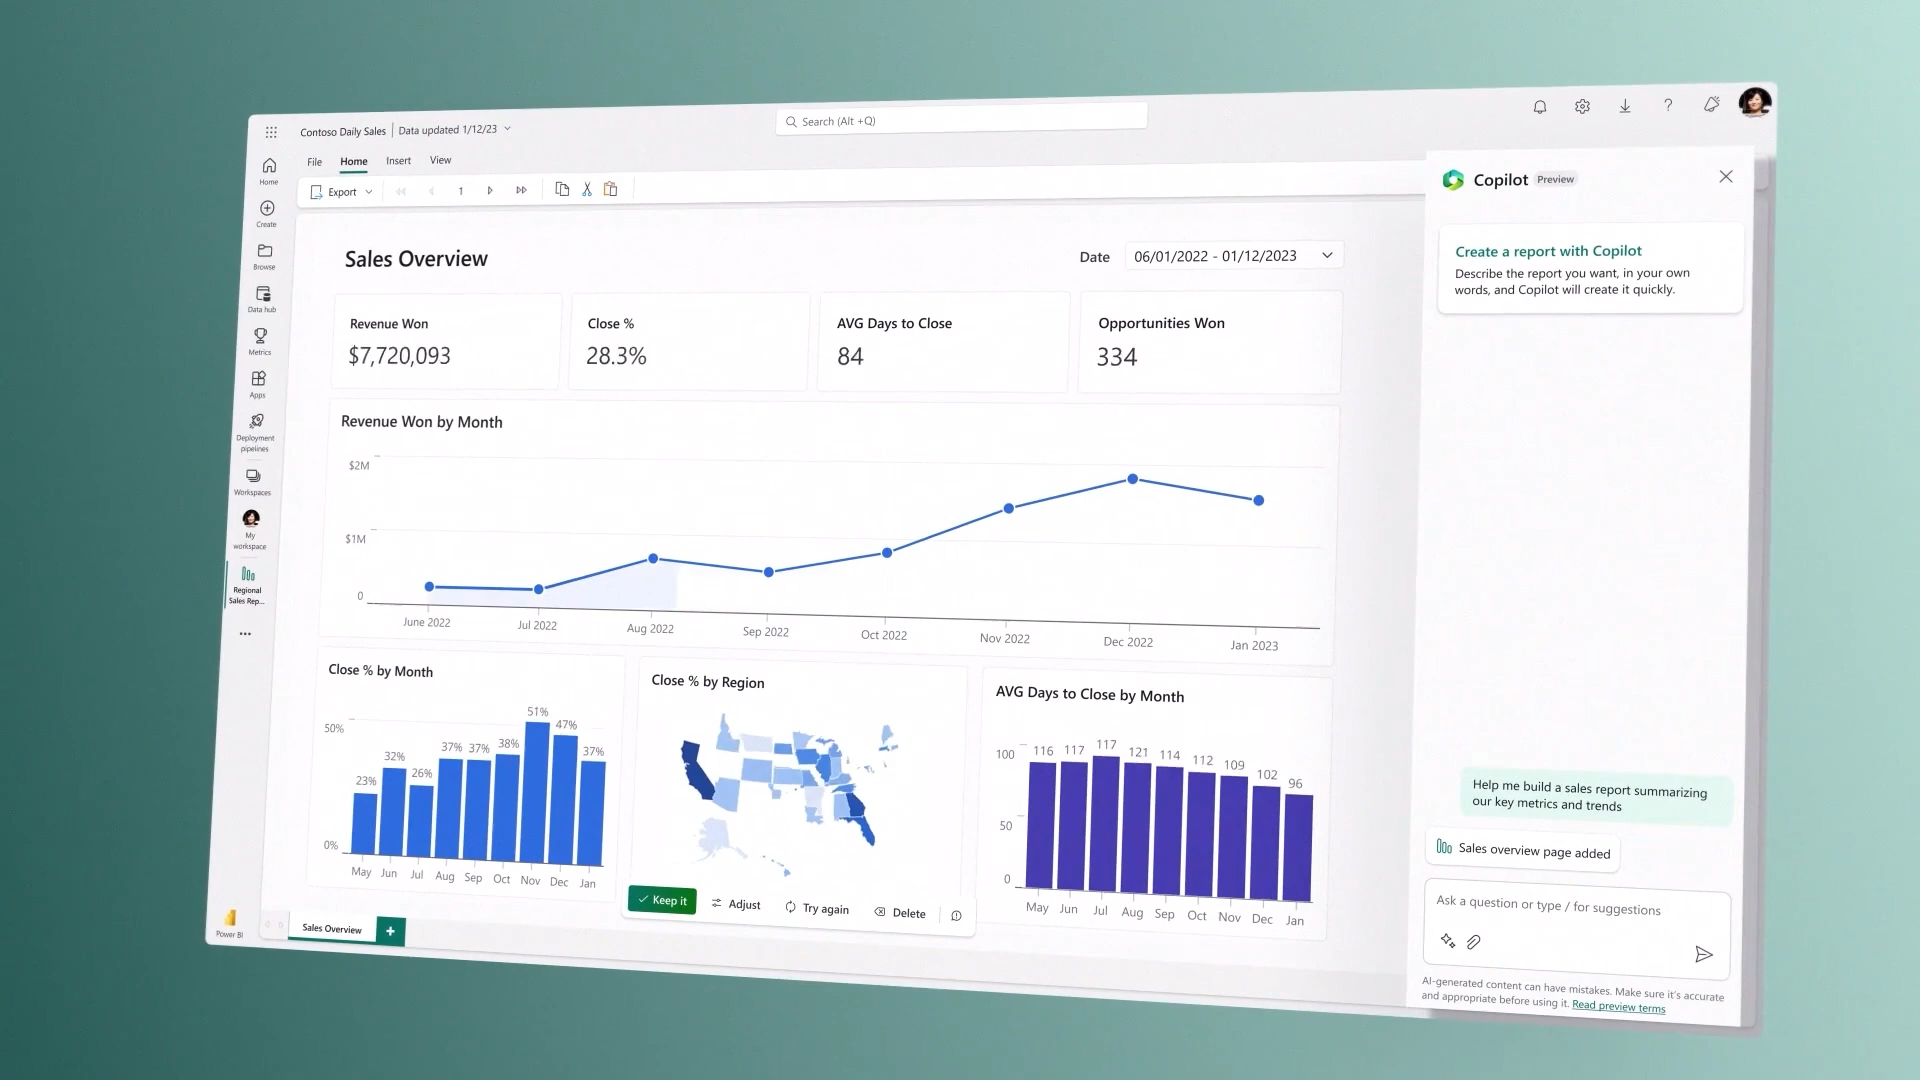 Contoso Daily Sales | Data updated 1/12/23
Search (Alt +Q)
File Home Insert View
Export 1
Home
Create
Browse
Data hub
Metrics
Apps
Deployment
pipelines
Workspaces
My
workspace
Regional
Sales Rep...
Power BI
Sales Overview
Date 06/01/2022 - 01/12/2023
Revenue Won
$7,720,093
Close %
28.3%
AVG Days to Close
84
Opportunities Won
334
Revenue Won by Month
$2M
$1M
0
June 2022 Jul 2022 Aug 2022 Sep 2022 Oct 2022 Nov 2022 Dec 2022 Jan 2023
Close % by Month
50%
0%
23% 32% 26% 37% 37% 38% 51% 47% 37%
May Jun Jul Aug Sep Oct Nov Dec Jan
Close % by Region
Keep it Adjust Try again Delete
AVG Days to Close by Month
100
50
0
116 117 117 121 114 112 109 102 96
May Jun Jul Aug Sep Oct Nov Dec Jan
Sales Overview +
Copilot Preview
Create a report with Copilot
Describe the report you want, in your own
words, and Copilot will create it quickly.
Help me build a sales report summarizing
our key metrics and trends
Sales overview page added
Ask a question or type / for suggestions
AI-generated content can have mistakes. Make sure it's accurate
and appropriate before using it. Read preview terms